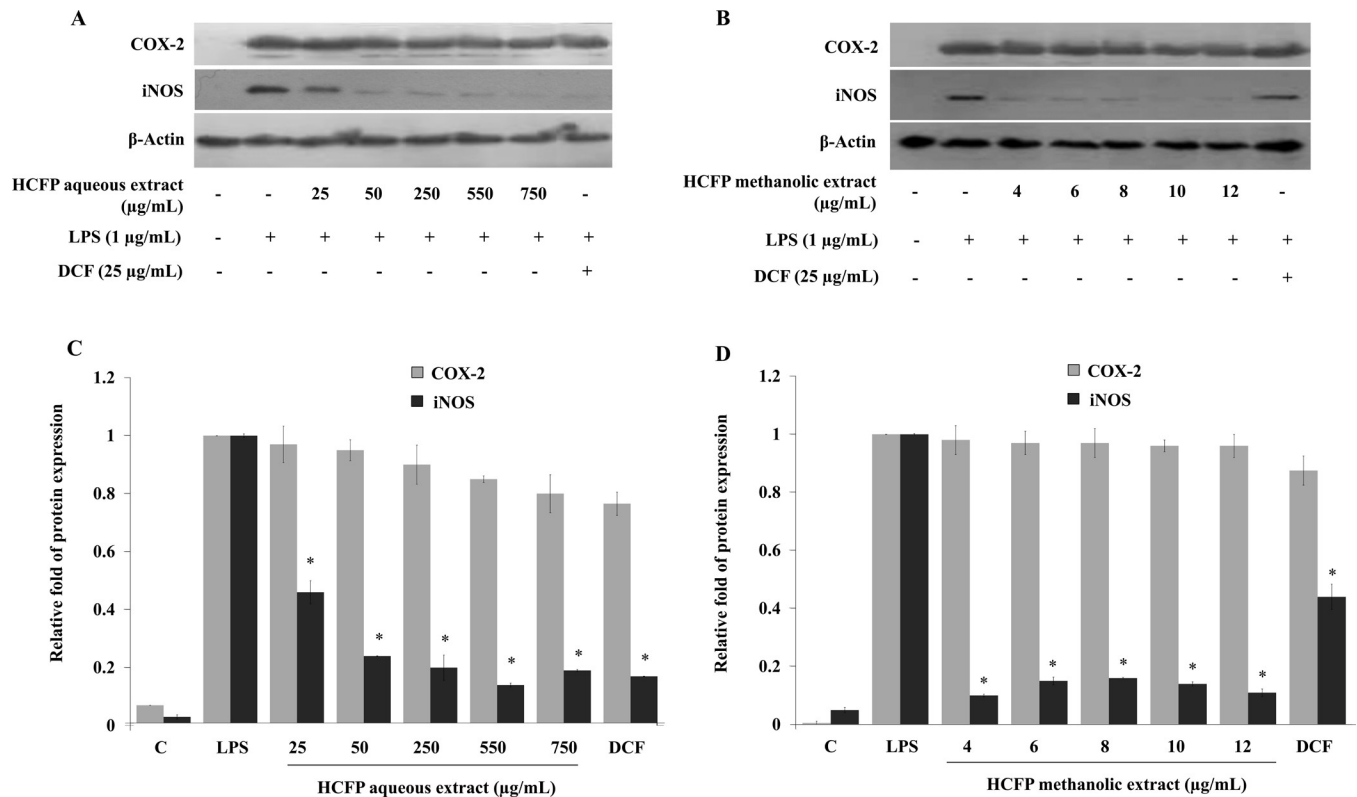 A
COX-2
iNOS
β-Actin
HCFP aqueous extract
(µg/mL)
- - 25 50 250 550 750 -
LPS (1 µg/mL)
- + + + + + + +
DCF (25 µg/mL)
- - - - - - - +
B
COX-2
iNOS
β-Actin
HCFP methanolic extract
(µg/mL)
- - 4 6 8 10 12 -
LPS (1 µg/mL)
- + + + + + + +
DCF (25 µg/mL)
- - - - - - - +
C
COX-2
iNOS
Relative fold of protein expression
1.2
1
0.8
0.6
0.4
0.2
0
*
*
*
*
*
*
C LPS 25 50 250 550 750 DCF
HCFP aqueous extract (µg/mL)
D
COX-2
iNOS
Relative fold of protein expression
1.2
1
0.8
0.6
0.4
0.2
0
*
*
*
*
*
*
C LPS 4 6 8 10 12 DCF
HCFP methanolic extract (µg/mL)